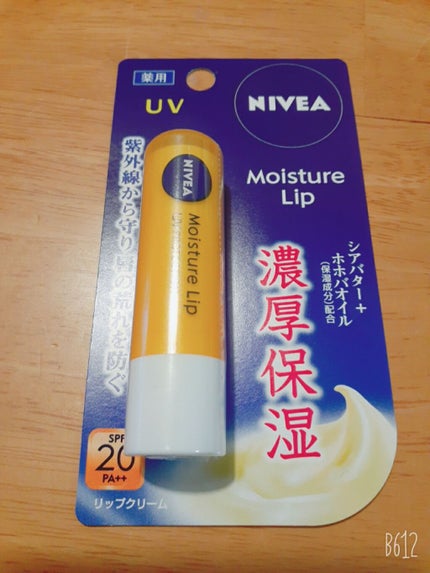 薬用
UV
NIVEA
Moisture
Lip
紫外線から守り唇の荒れを防ぐ
NIVEA
Moisture Lip
シアバター+
ホホバオイル
(保湿成分)配合
濃厚保湿
SPF
20
PA++
リップクリーム
B612